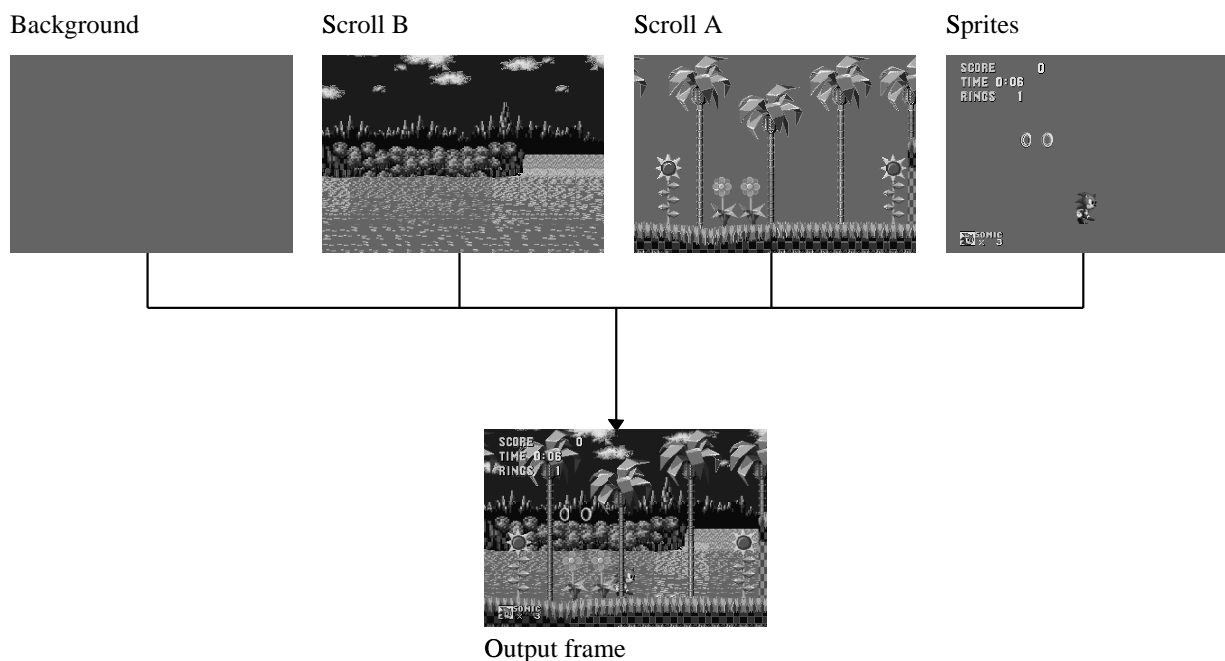 Background
Scroll B
Scroll A
Sprites
SCORE 0
TIME 0:06
RINGS 1
SONIC
× 3
SCORE 0
TIME 0:06
RINGS 1
SONIC
× 3
Output frame